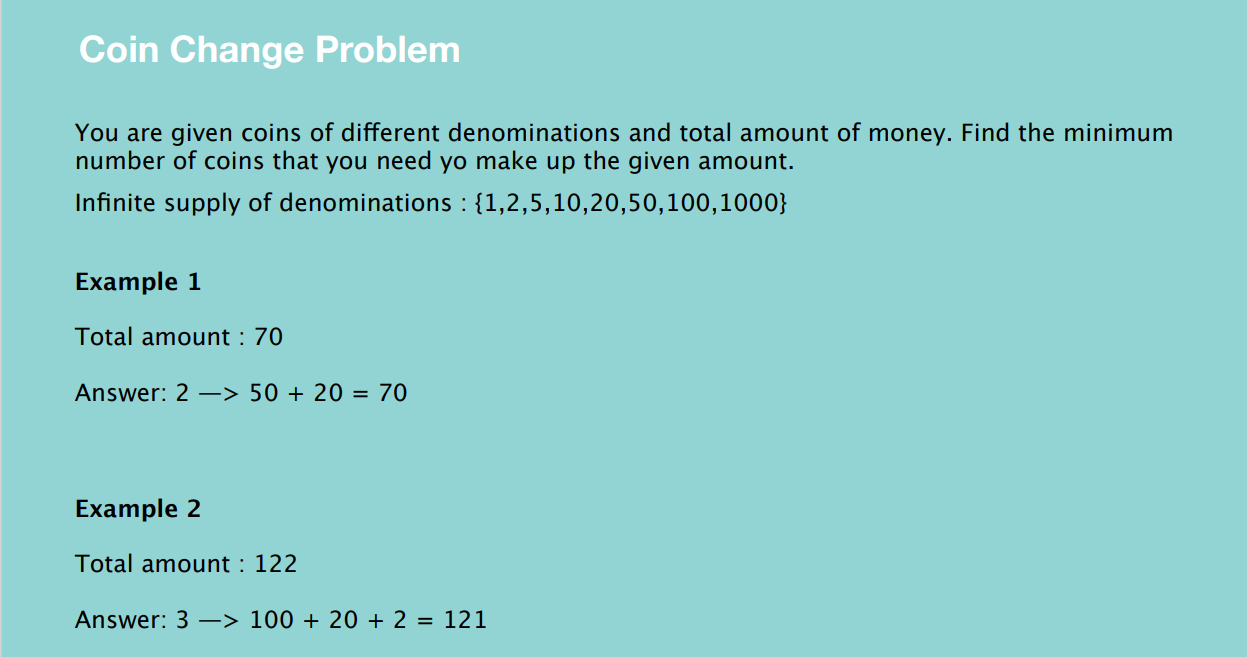 Coin Change Problem
You are given coins of different denominations and total amount of money. Find the minimum
number of coins that you need yo make up the given amount.
Infinite supply of denominations : {1,2,5,10,20,50,100,1000}
Example 1
Total amount : 70
Answer: 2 —> 50 + 20 = 70
Example 2
Total amount : 122
Answer: 3 —> 100 + 20 + 2 = 121